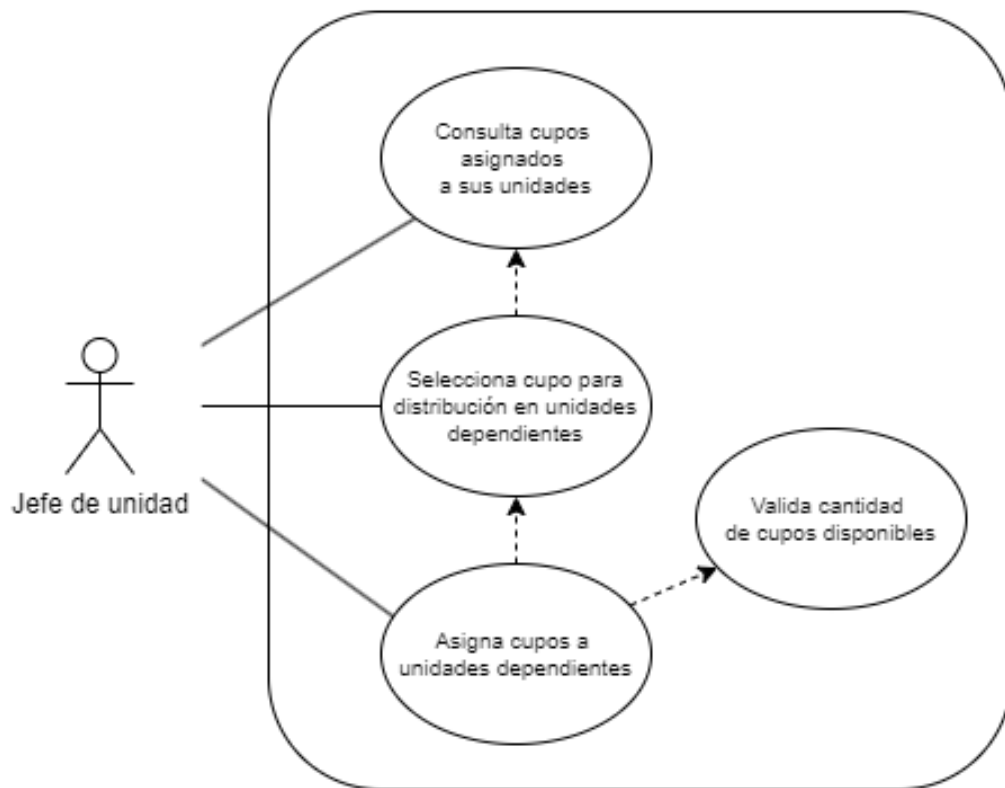 Consulta cupos
asignados
a sus unidades
Selecciona cupo para
distribución en unidades
dependientes
Jefe de unidad
Valida cantidad
de cupos disponibles
Asigna cupos a
unidades dependientes